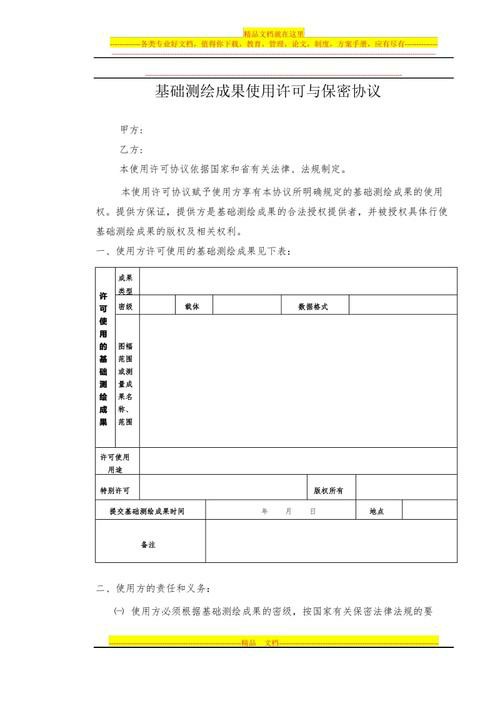 精品文档就在这里
-------------各类专业好文档，值得你下载，教育，管理，论文，制度，方案手册，应有尽有--------------
基础测绘成果使用许可与保密协议
甲方：
乙方：
本使用许可协议依据国家和省有关法律、法规制定。
本使用许可协议赋予使用方享有本协议所明确规定的基础测绘成果的使用
权。提供方保证，提供方是基础测绘成果的合法授权提供者，并被授权具体行使
基础测绘成果的版权及相关权利。
一、使用方许可使用的基础测绘成果见下表：
许可使用的基础测绘成果
成果
类型
密级 载体 数据格式
图幅
范围
或测
量成
果名
称、
范围
许可使用
用途
特别许可 版权所有
提交基础测绘成果时间 年 月 日 地点
备注
二、使用方的责任和义务：
㈠ 使用方必须根据基础测绘成果的密级，按国家有关保密法律法规的要
---------------------------------------------------------精品 文档---------------------------------------------------------------------